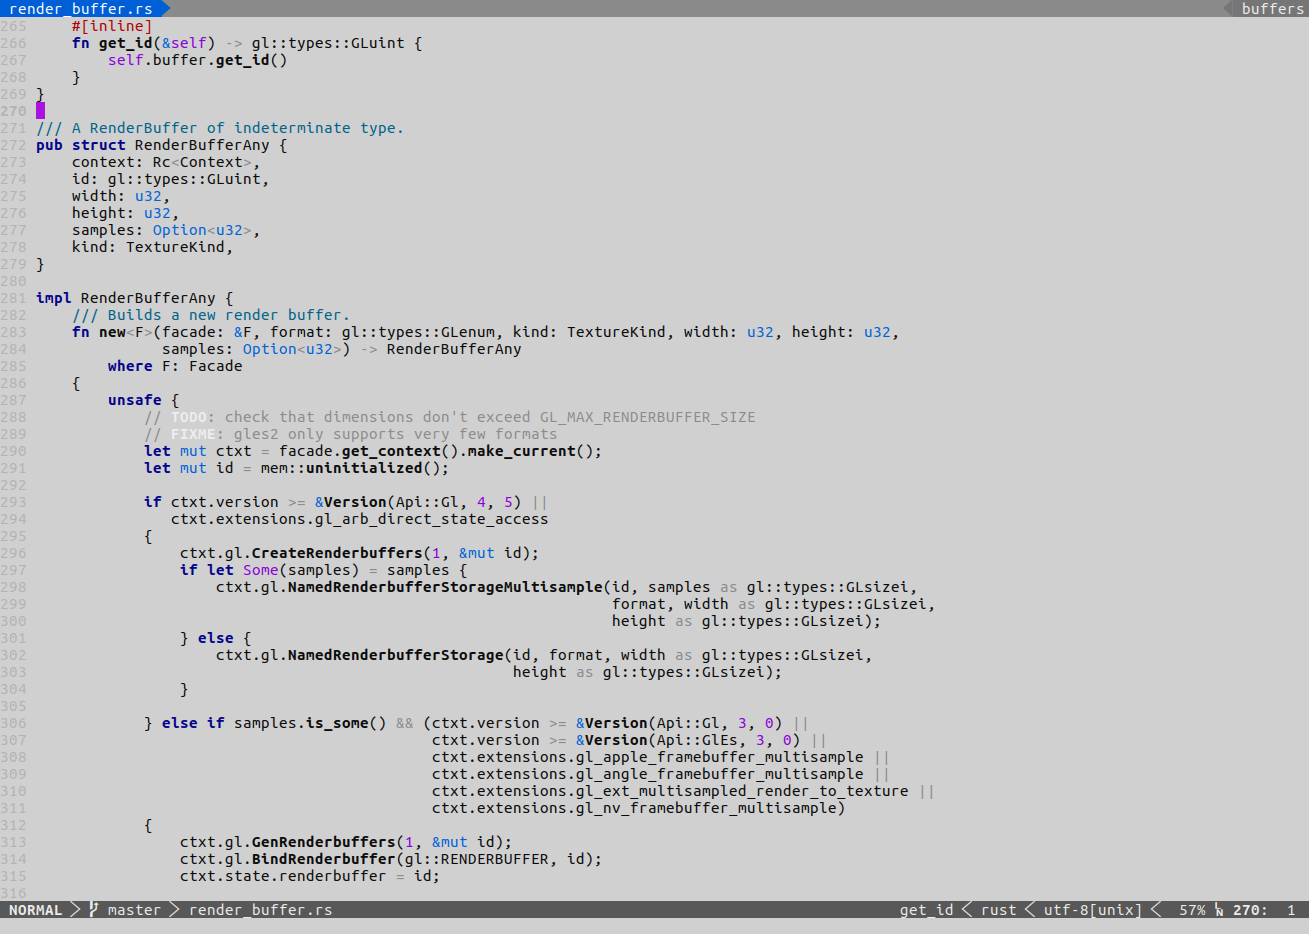 render_buffer.rs buffers
265     #[inline]
266     fn get_id(&self) -> gl::types::GLuint {
267         self.buffer.get_id()
268     }
269 }
270
271 /// A RenderBuffer of indeterminate type.
272 pub struct RenderBufferAny {
273     context: Rc<Context>,
274     id: gl::types::GLuint,
275     width: u32,
276     height: u32,
277     samples: Option<u32>,
278     kind: TextureKind,
279 }
280
281 impl RenderBufferAny {
282     /// Builds a new render buffer.
283     fn new<F>(facade: &F, format: gl::types::GLenum, kind: TextureKind, width: u32, height: u32,
284               samples: Option<u32>) -> RenderBufferAny
285         where F: Facade
286     {
287         unsafe {
288             // TODO: check that dimensions don't exceed GL_MAX_RENDERBUFFER_SIZE
289             // FIXME: gles2 only supports very few formats
290             let mut ctxt = facade.get_context().make_current();
291             let mut id = mem::uninitialized();
292
293             if ctxt.version >= &Version(Api::Gl, 4, 5) ||
294                ctxt.extensions.gl_arb_direct_state_access
295             {
296                 ctxt.gl.CreateRenderbuffers(1, &mut id);
297                 if let Some(samples) = samples {
298                     ctxt.gl.NamedRenderbufferStorageMultisample(id, samples as gl::types::GLsizei,
299                                                                 format, width as gl::types::GLsizei,
300                                                                 height as gl::types::GLsizei);
301                 } else {
302                     ctxt.gl.NamedRenderbufferStorage(id, format, width as gl::types::GLsizei,
303                                                      height as gl::types::GLsizei);
304                 }
305
306             } else if samples.is_some() && (ctxt.version >= &Version(Api::Gl, 3, 0) ||
307                                             ctxt.version >= &Version(Api::GlEs, 3, 0) ||
308                                             ctxt.extensions.gl_apple_framebuffer_multisample ||
309                                             ctxt.extensions.gl_angle_framebuffer_multisample ||
310                                             ctxt.extensions.gl_ext_multisampled_render_to_texture ||
311                                             ctxt.extensions.gl_nv_framebuffer_multisample)
312             {
313                 ctxt.gl.GenRenderbuffers(1, &mut id);
314                 ctxt.gl.BindRenderbuffer(gl::RENDERBUFFER, id);
315                 ctxt.state.renderbuffer = id;
316
NORMAL master render_buffer.rs get_id rust utf-8[unix] 57% LN 270: 1